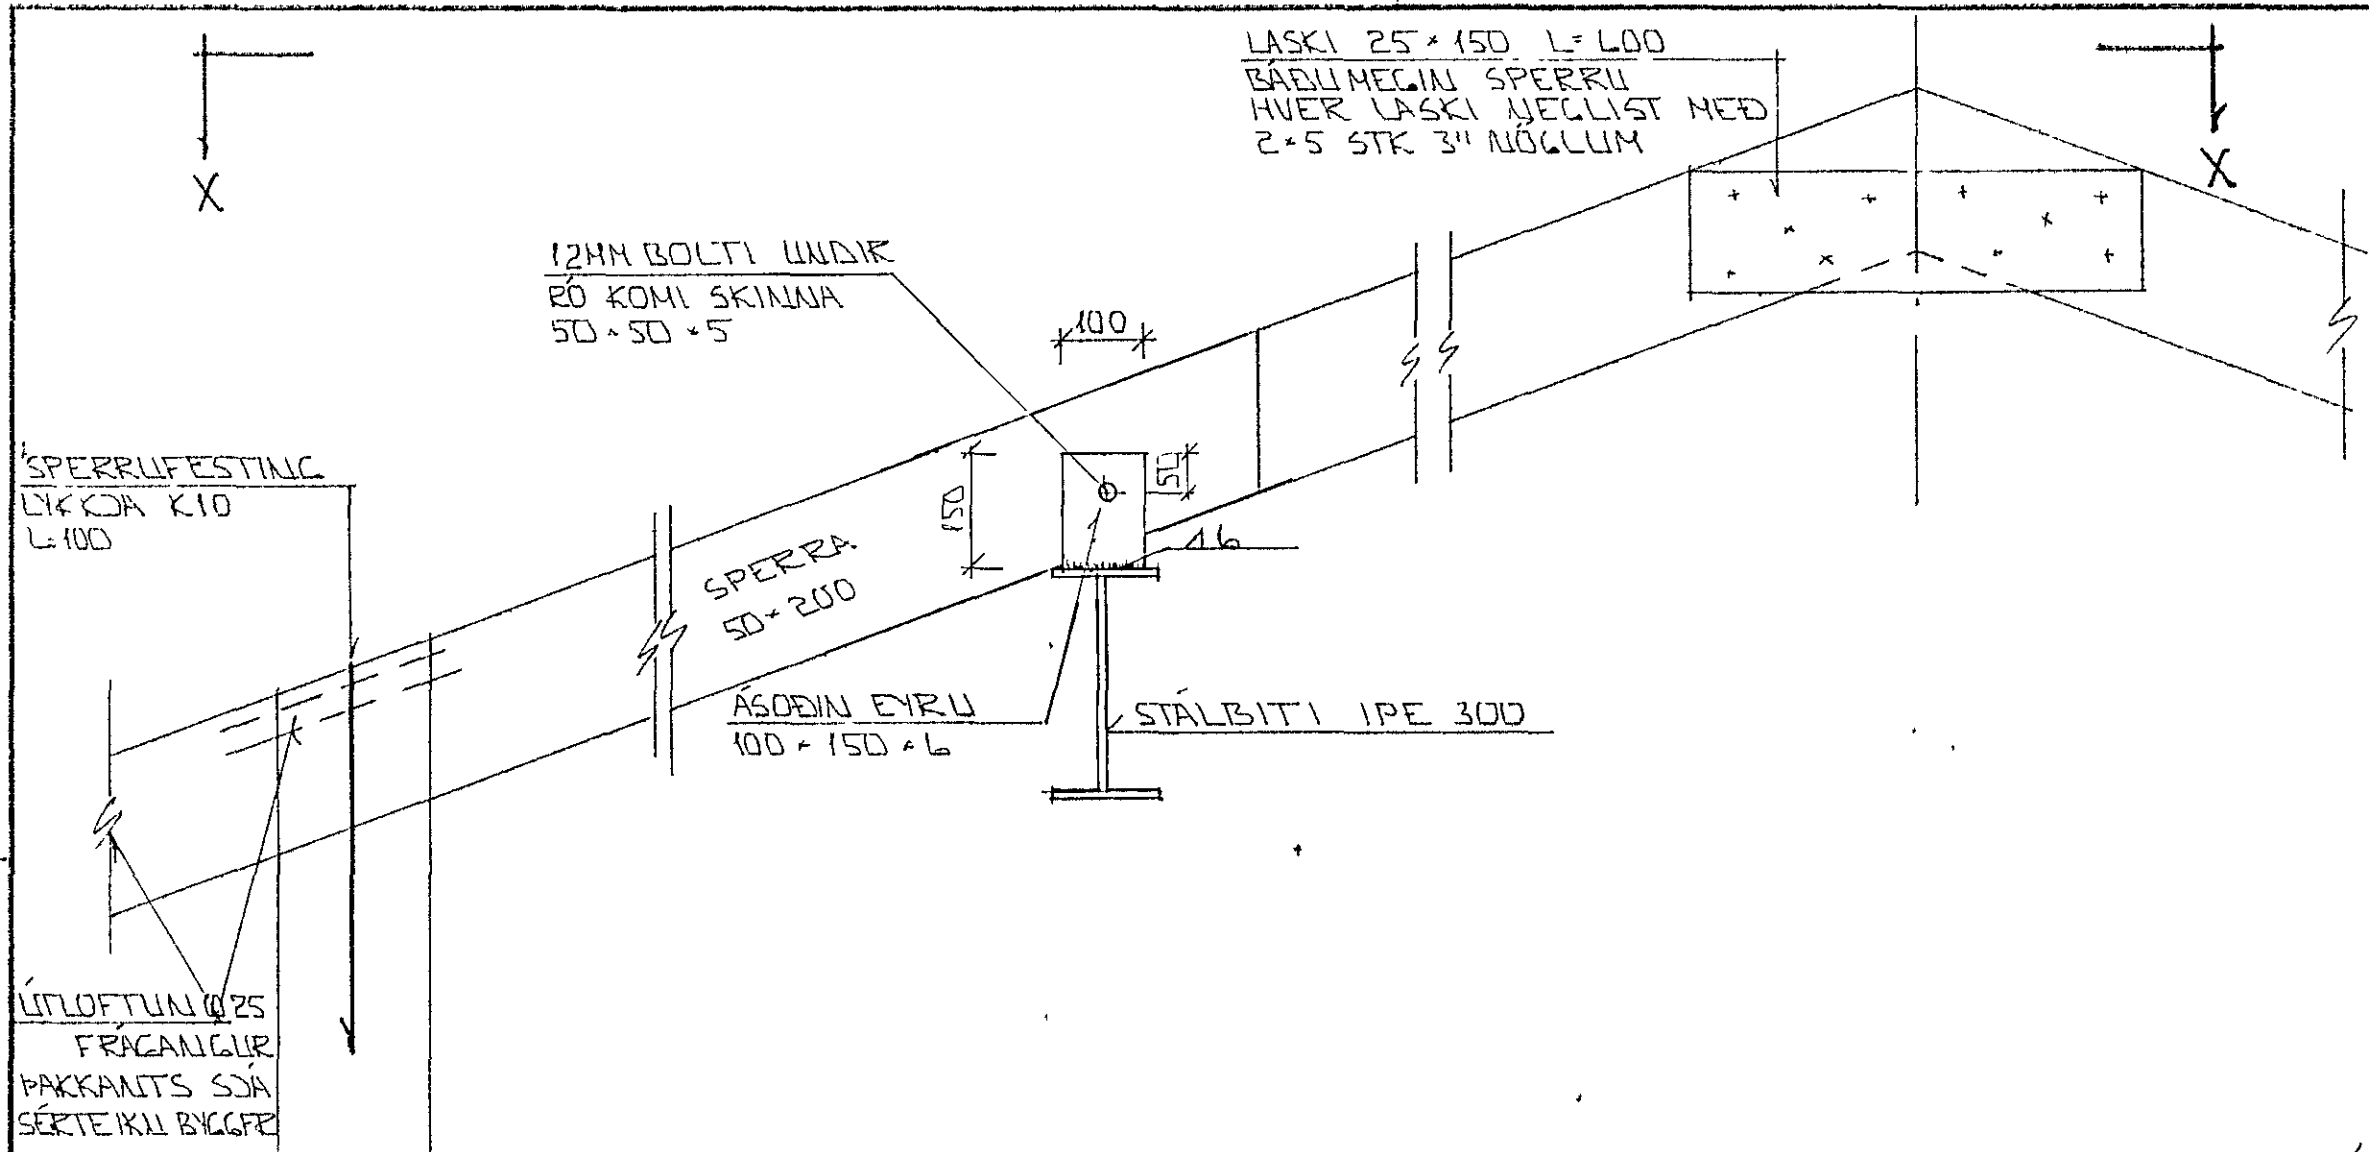 LASKI 25×150 L=600
BÁÐUMEGIN SPERRU
HVER LASKI NEGLIST MEÐ
2×5 STK 3" NÖGLUM
X
X
12MM BOLTI UNDIR
RÓ KOMI SKINNA
50×50×5
100
SPERRUFESTING
LYKKJA K10
L=100
150
50
SPERRA
50×200
6
ÁSOÐIN EYRU
100×150×6
STÁLBITI IPE 300
ÚTLOFTUN Ø25
FRÁGANGUR
ÞAKKANTS SJÁ
SÉRTEIKN BYGGFR